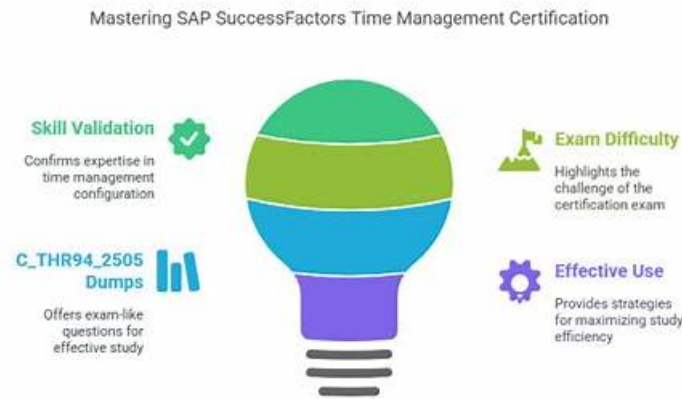 Mastering SAP SuccessFactors Time Management Certification
Skill Validation
Confirms expertise in
time management
configuration
Exam Difficulty
Highlights the
challenge of the
certification exam
C_THR94_2505
Dumps
Offers exam-like
questions for
effective study
Effective Use
Provides strategies
for maximizing study
efficiency